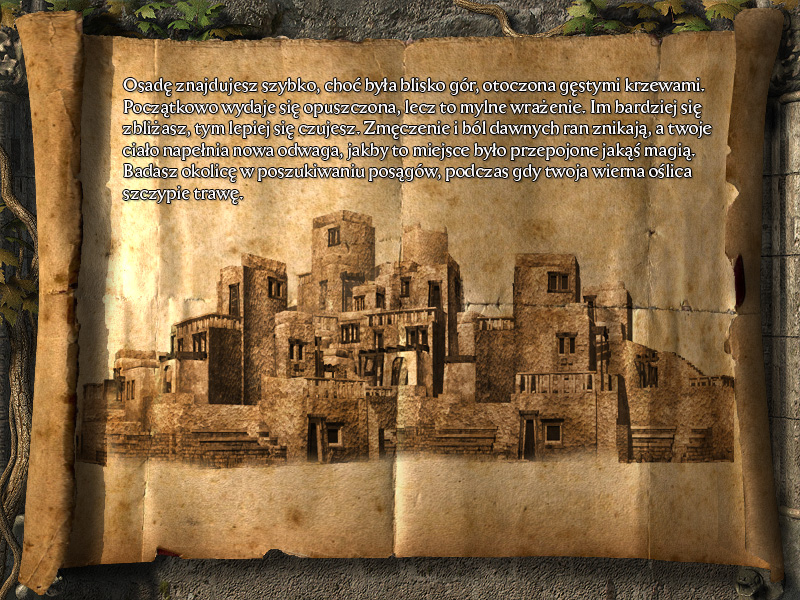 Osadę znajdujesz szybko, choć była blisko gór, otoczona gęstymi krzewami.
Początkowo wydaje się opuszczona, lecz to mylne wrażenie. Im bardziej się
zbliżasz, tym lepiej się czujesz. Zmęczenie i ból dawnych ran znikają, a twoje
ciało napełnia nowa odwaga, jakby to miejsce było przepojone jakąś magią.
Badasz okolicę w poszukiwaniu posągów, podczas gdy twoja wierna oślica
szczypie trawę.